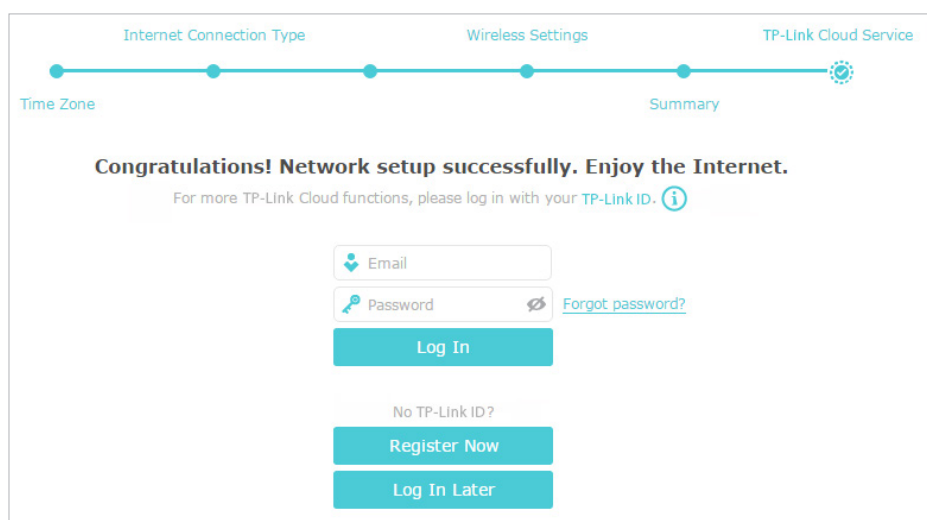 Internet Connection Type
Wireless Settings
TP-Link Cloud Service
Time Zone
Summary
Congratulations! Network setup successfully. Enjoy the Internet.
For more TP-Link Cloud functions, please log in with your TP-Link ID.
Email
Password
Forgot password?
Log In
No TP-Link ID?
Register Now
Log In Later